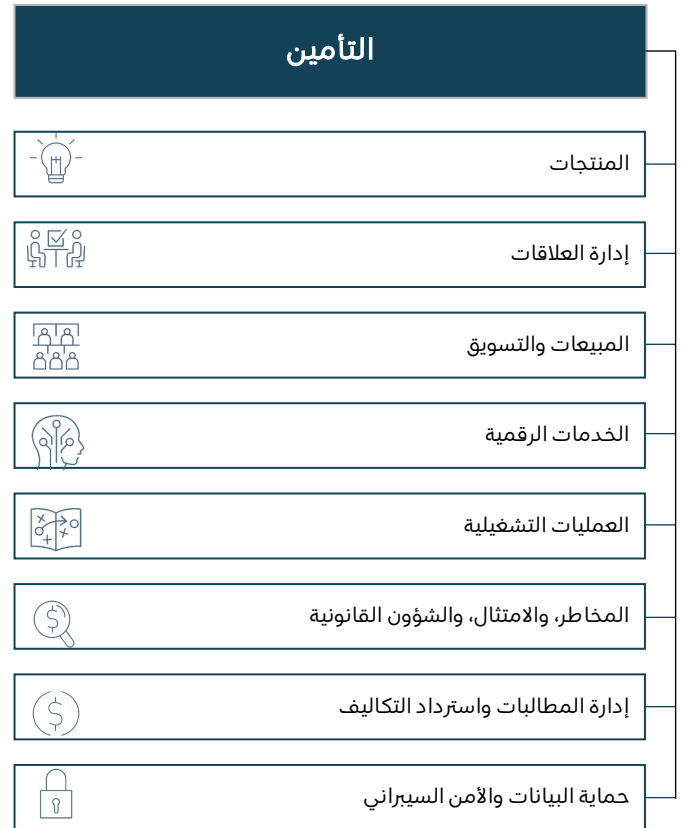 التأمين
المنتجات
إدارة العلاقات
المبيعات والتسويق
الخدمات الرقمية
العمليات التشغيلية
المخاطر، والامتثال، والشؤون القانونية
إدارة المطالبات واسترداد التكاليف
حماية البيانات والأمن السيبراني